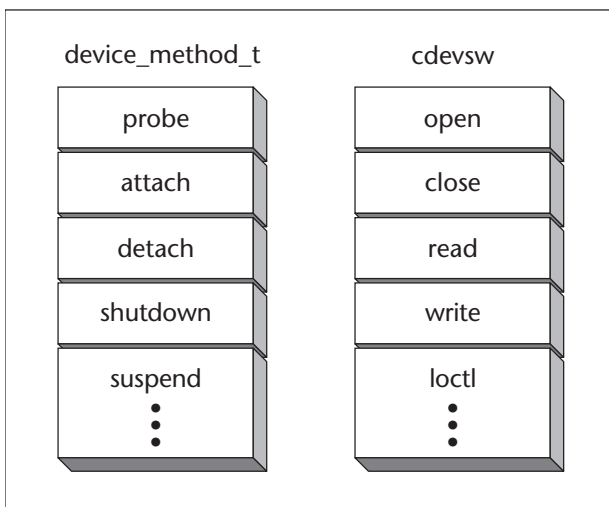 device_method_t
probe
attach
detach
shutdown
suspend
cdevsw
open
close
read
write
loctl